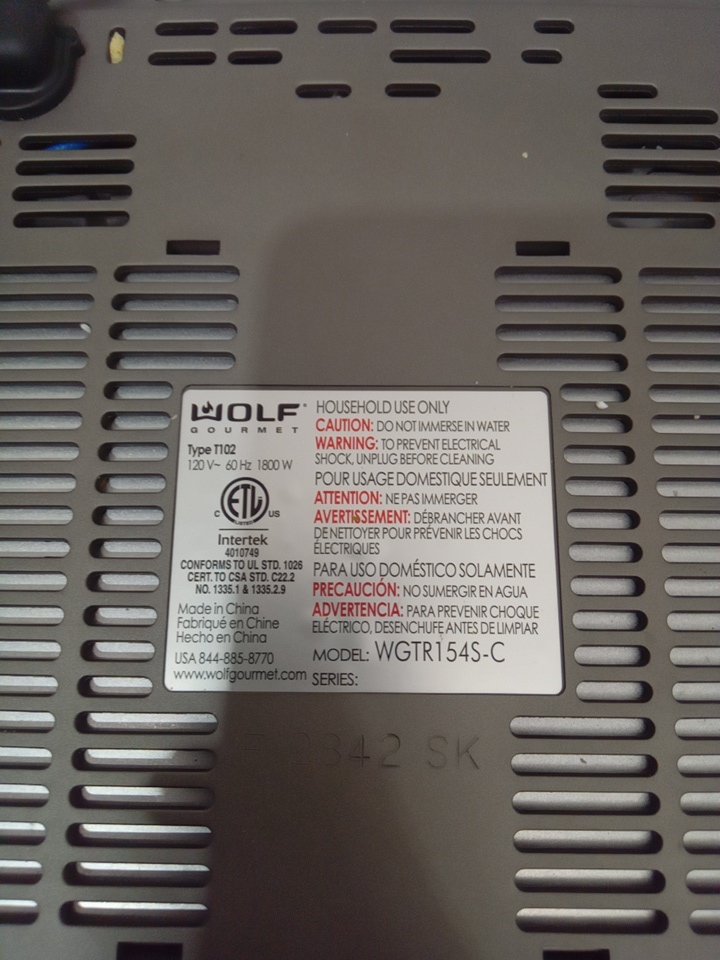 WOLF
GOURMET
Type T102
120 V~ 60 Hz 1800 W
ETL
LISTED
C US
Intertek
4010749
CONFORMS TO UL STD. 1026
CERT. TO CSA STD. C22.2
NO. 1335.1 & 1335.2.9
Made in China
Fabriqué en Chine
Hecho en China
USA 844-885-8770
www.wolfgourmet.com
HOUSEHOLD USE ONLY
CAUTION: DO NOT IMMERSE IN WATER
WARNING: TO PREVENT ELECTRICAL
SHOCK, UNPLUG BEFORE CLEANING
POUR USAGE DOMESTIQUE SEULEMENT
ATTENTION: NE PAS IMMERGER
AVERTISSEMENT: DÉBRANCHER AVANT
DE NETTOYER POUR PRÉVENIR LES CHOCS
ÉLECTRIQUES
PARA USO DOMÉSTICO SOLAMENTE
PRECAUCIÓN: NO SUMERGIR EN AGUA
ADVERTENCIA: PARA PREVENIR CHOQUE
ELÉCTRICO, DESENCHUFE ANTES DE LIMPIAR
MODEL: WGTR154S-C
SERIES:
2342 SK